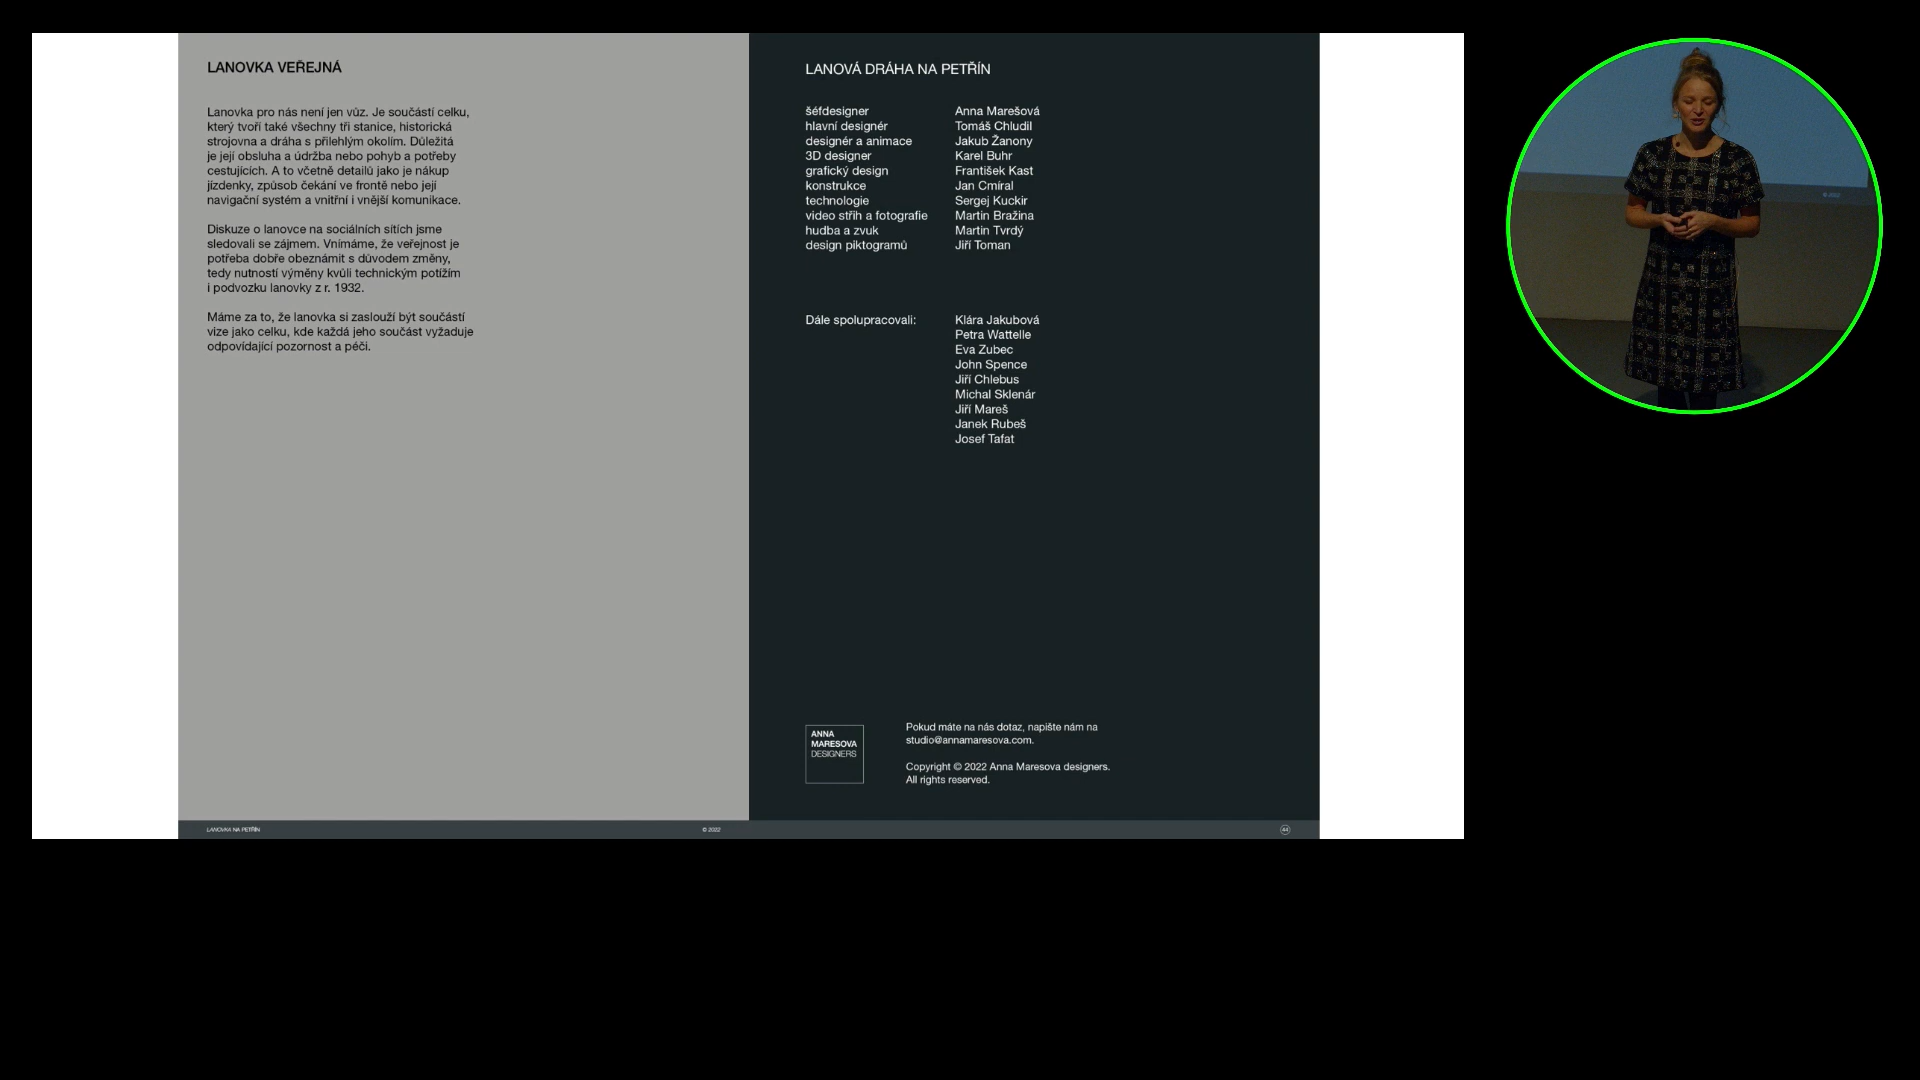 LANOVKA VEŘEJNÁ
Lanovka pro nás není jen vůz. Je součástí celku,
který tvoří také všechny tři stanice, historická
strojovna a dráha s přilehlým okolím. Důležitá
je její obsluha a údržba nebo pohyb a potřeby
cestujících. A to včetně detailů jako je nákup
jízdenky, způsob čekání ve frontě nebo její
navigační systém a vnitřní i vnější komunikace.
Diskuze o lanovce na sociálních sítích jsme
sledovali se zájmem. Vnímáme, že veřejnost je
potřeba dobře obeznámit s důvodem změny,
tedy nutností výměny kvůli technickým potížím
i podvozku lanovky z r. 1932.
Máme za to, že lanovka si zaslouží být součástí
vize jako celku, kde každá jeho součást vyžaduje
odpovídající pozornost a péči.
LANOVÁ DRÁHA NA PETŘÍN
šéfdesigner Anna Marešová
hlavní designér Tomáš Chludil
designér a animace Jakub Žanony
3D designer Karel Buhr
grafický design František Kast
konstrukce Jan Cmíral
technologie Sergej Kuckir
video střih a fotografie Martin Bražina
hudba a zvuk Martin Tvrdý
design piktogramů Jiří Toman
Dále spolupracovali: Klára Jakubová
Petra Wattelle
Eva Zubec
John Spence
Jiří Chlebus
Michal Sklenár
Jiří Mareš
Janek Rubeš
Josef Tafat
ANNA
MARESOVA
DESIGNERS
Pokud máte na nás dotaz, napište nám na
studio@annamaresova.com.
Copyright © 2022 Anna Maresova designers.
All rights reserved.
LANOVKA NA PETŘÍN © 2022 44
© 2022